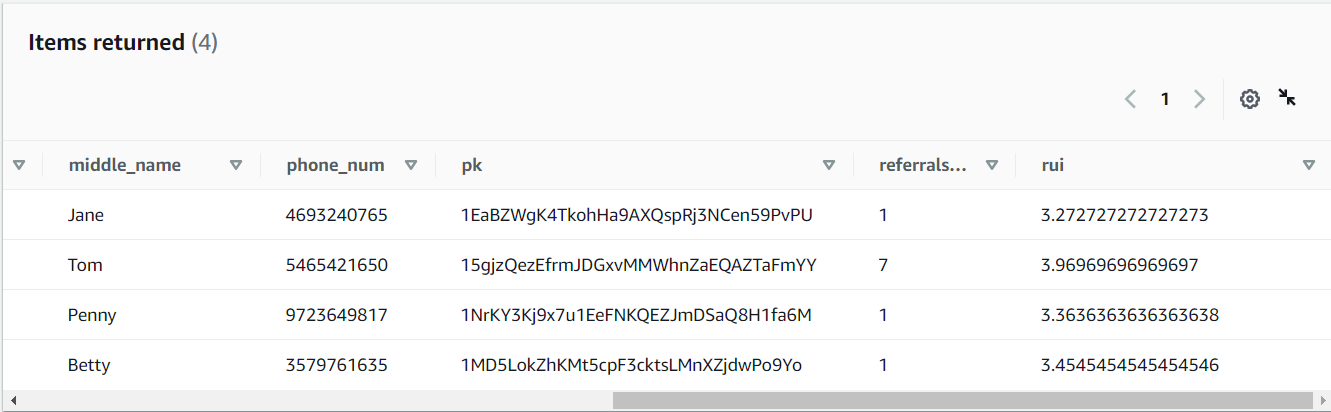 Items returned (4)
1
middle_name phone_num pk referrals... rui
Jane 4693240765 1EaBZWgK4TkohHa9AXQspRj3NCen59PvPU 1 3.272727272727273
Tom 5465421650 15gjzQezEfrmJDGxvMMWhnZaEQAZTaFmYY 7 3.96969696969697
Penny 9723649817 1NrKY3Kj9x7u1EeFNKQEZJmDSaQ8H1fa6M 1 3.3636363636363638
Betty 3579761635 1MD5LokZhKMt5cpF3cktsLMnXZjdwPo9Yo 1 3.4545454545454546